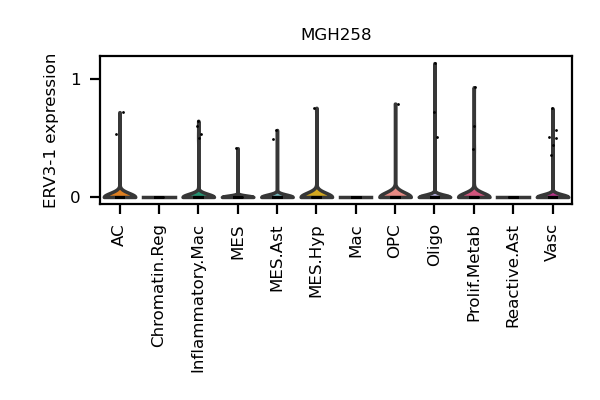 MGH258
ERV3-1 expression
1
0
AC
Chromatin.Reg
Inflammatory.Mac
MES
MES.Ast
MES.Hyp
Mac
OPC
Oligo
Prolif.Metab
Reactive.Ast
Vasc